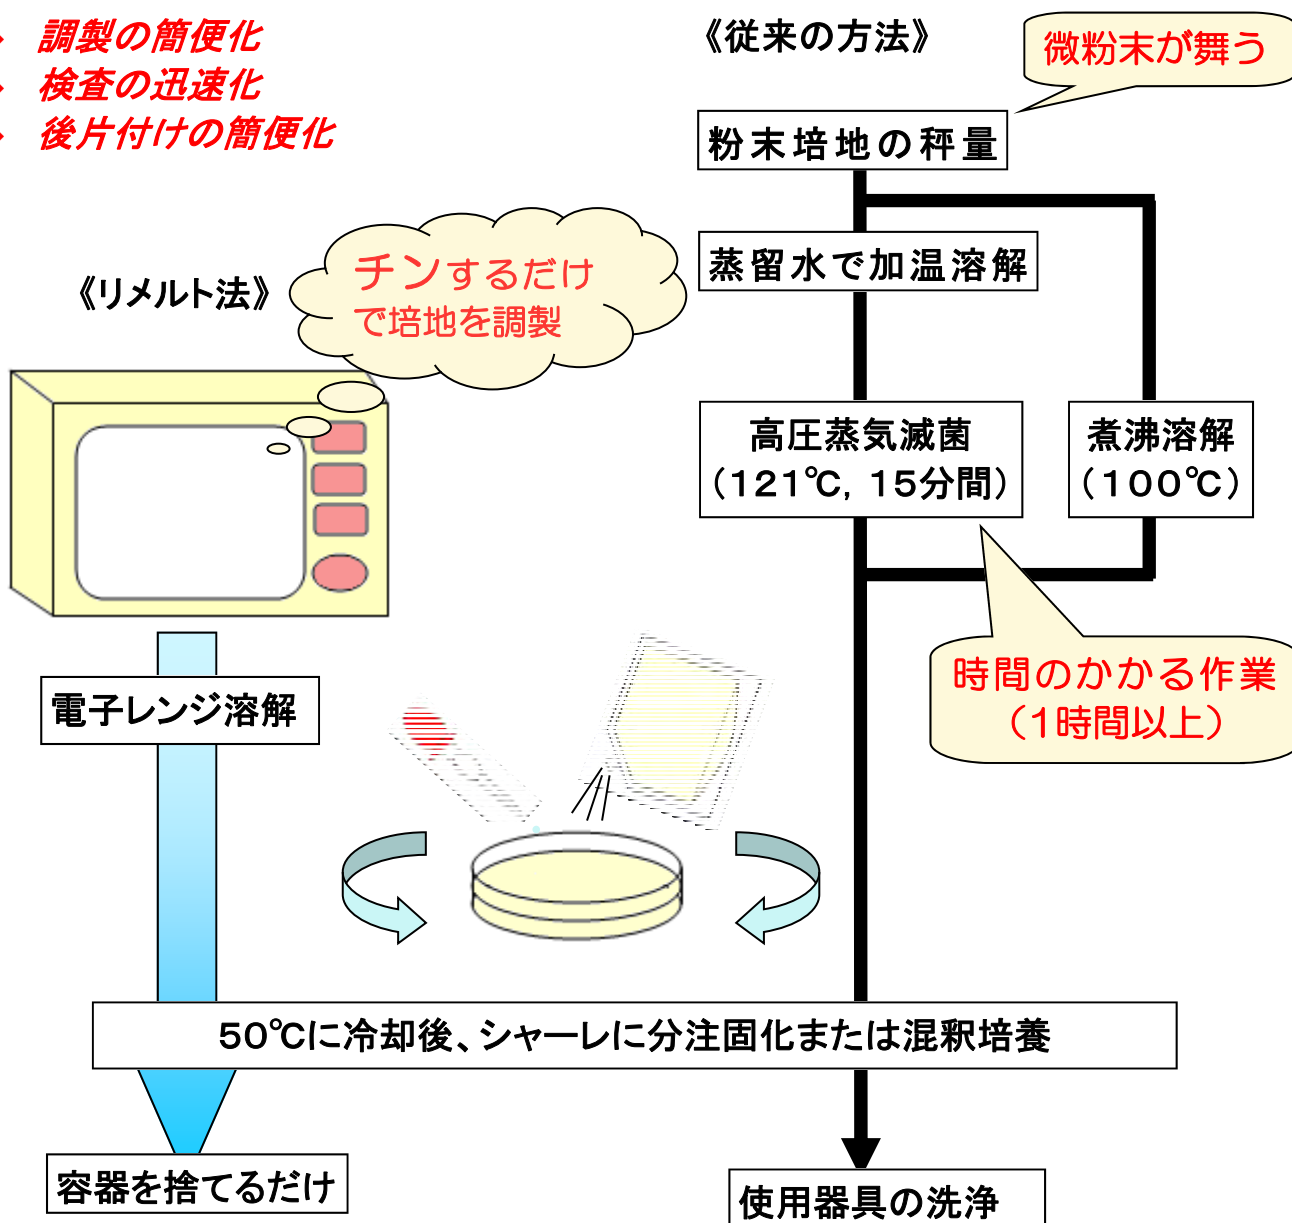 調製の簡便化
検査の迅速化
後片付けの簡便化
《従来の方法》
微粉末が舞う
粉末培地の秤量
蒸留水で加温溶解
《リメルト法》
チンするだけ
で培地を調製
高圧蒸気滅菌
（121℃, 15分間）
煮沸溶解
（100℃）
時間のかかる作業
（1時間以上）
電子レンジ溶解
50℃に冷却後、シャーレに分注固化または混釈培養
容器を捨てるだけ
使用器具の洗浄